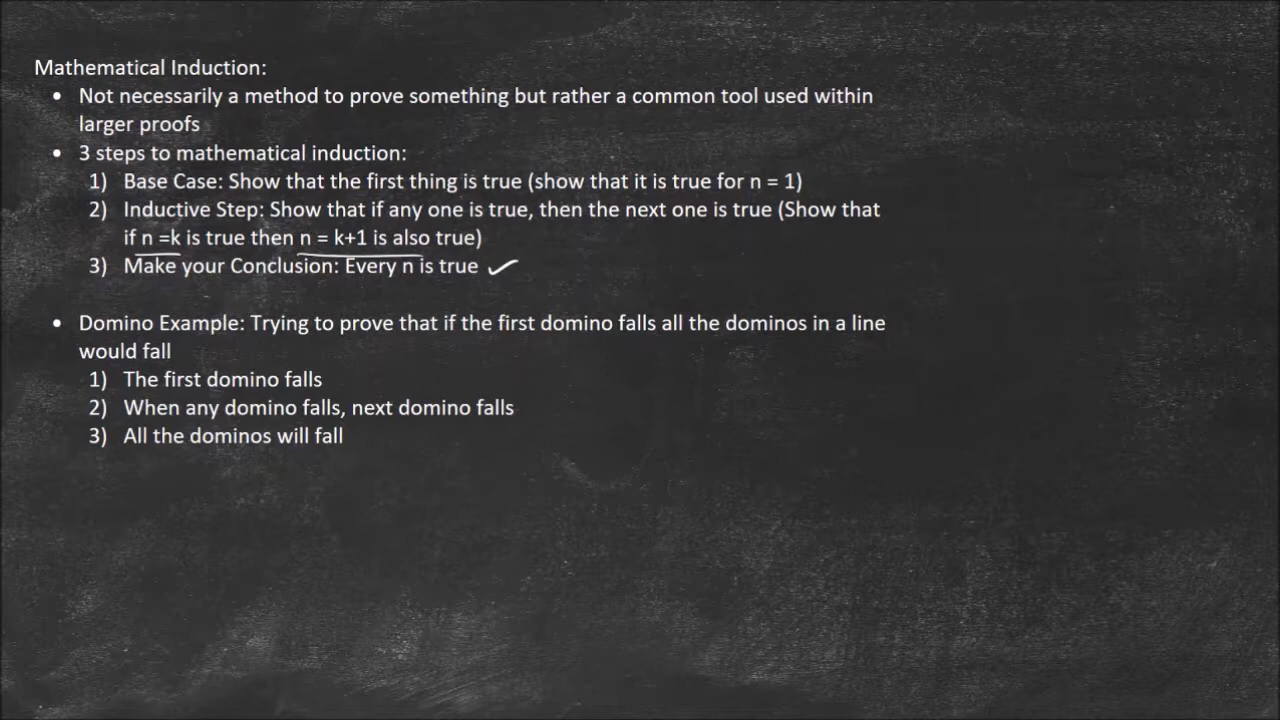 Mathematical Induction:
• Not necessarily a method to prove something but rather a common tool used within
larger proofs
• 3 steps to mathematical induction:
1) Base Case: Show that the first thing is true (show that it is true for n = 1)
2) Inductive Step: Show that if any one is true, then the next one is true (Show that
if n =k is true then n = k+1 is also true)
3) Make your Conclusion: Every n is true ✓
• Domino Example: Trying to prove that if the first domino falls all the dominos in a line
would fall
1) The first domino falls
2) When any domino falls, next domino falls
3) All the dominos will fall